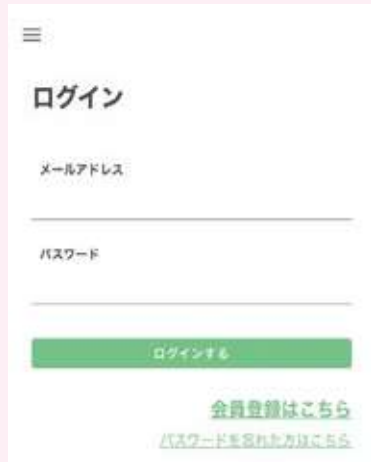 ログイン
メールアドレス
パスワード
ログインする
会員登録はこちら
パスワードを忘れた方はこちら